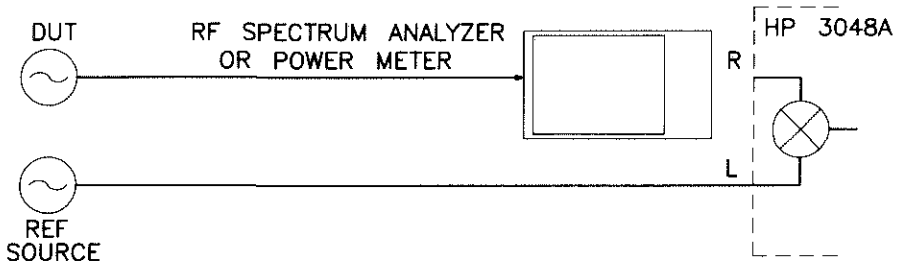 DUT
RF SPECTRUM ANALYZER
OR POWER METER
R
HP 3048A
L
REF
SOURCE